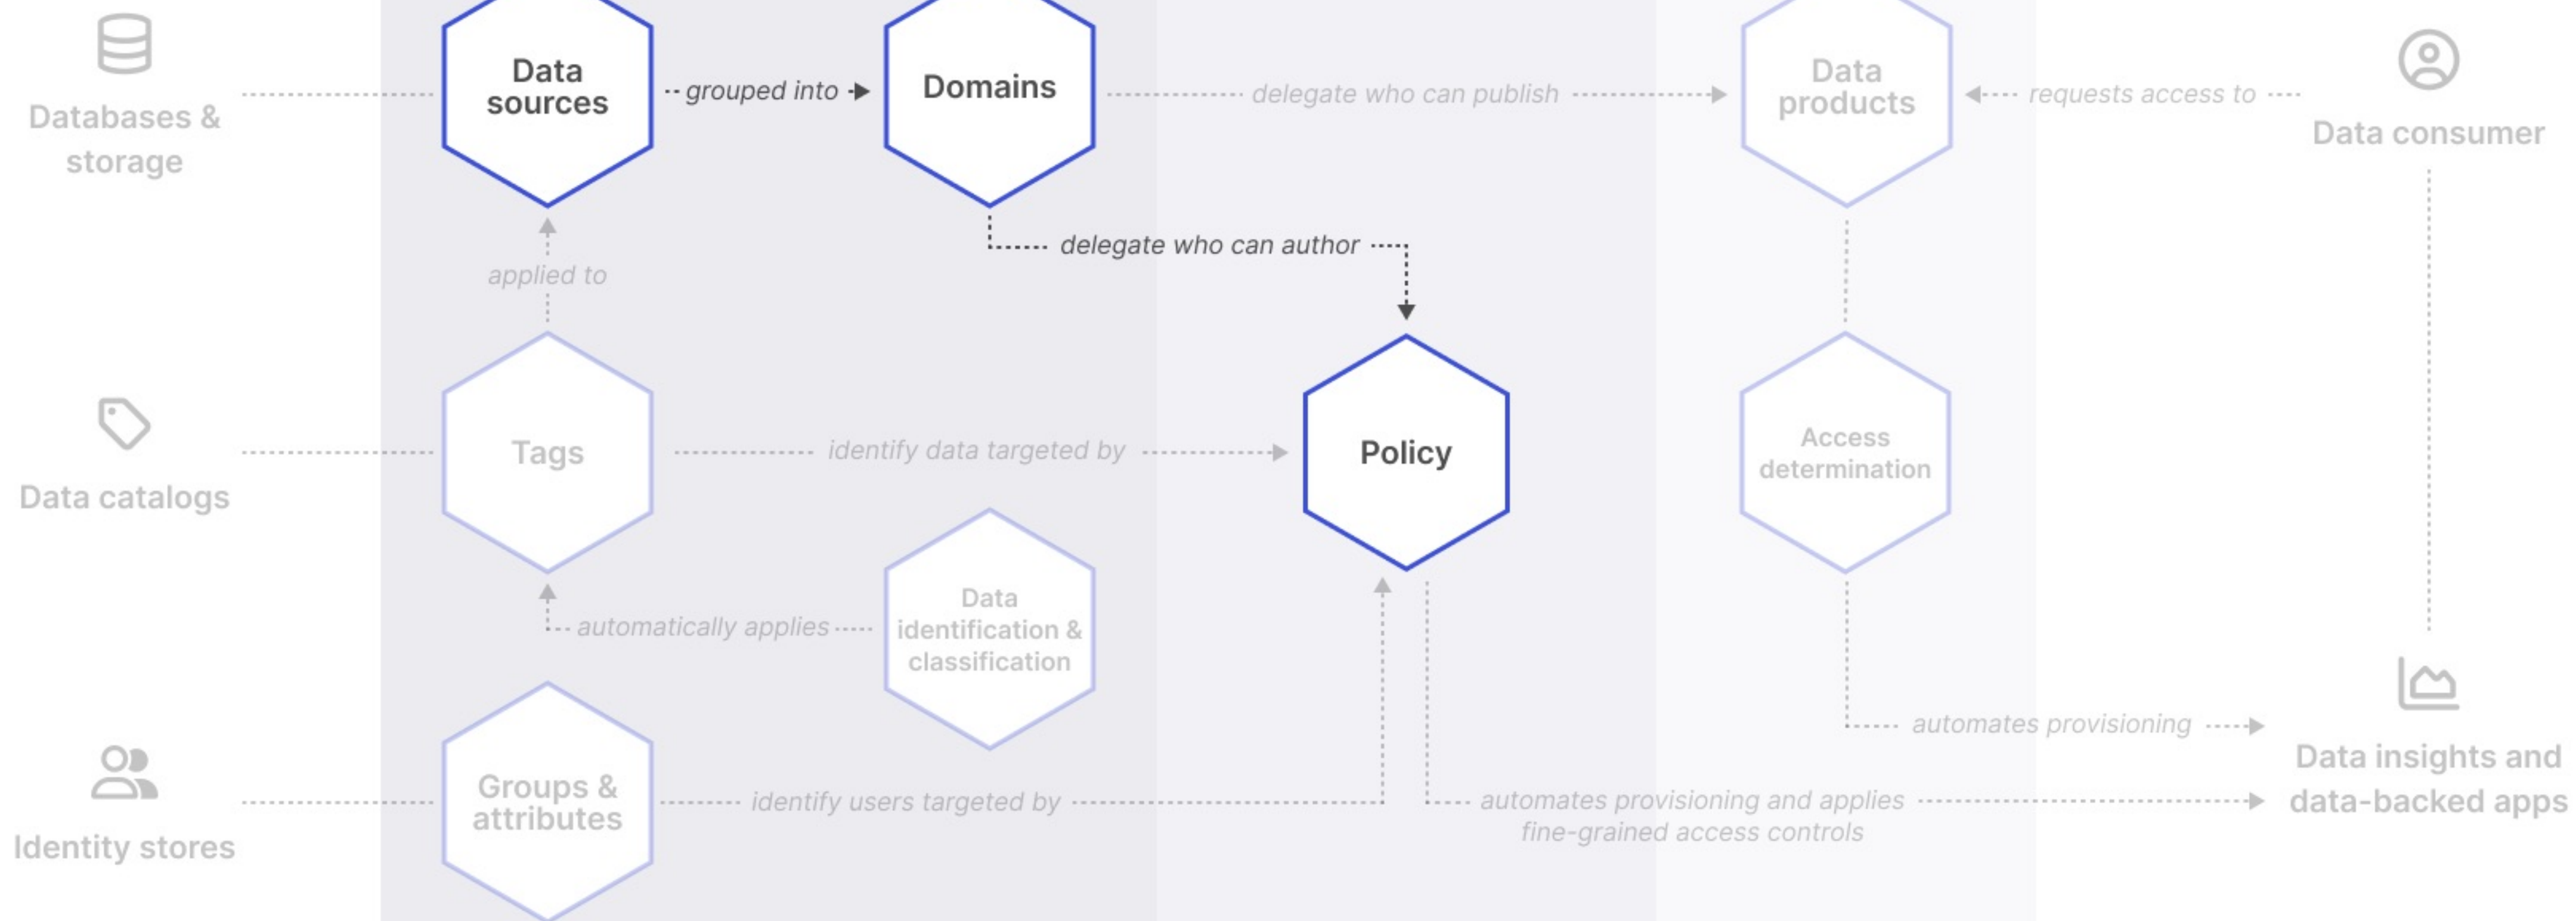 Databases &
storage
Data
sources
grouped into
Domains
delegate who can publish
Data
products
requests access to
Data consumer
delegate who can author
applied to
Data catalogs
Tags
identify data targeted by
Policy
Access
determination
automatically applies
Data
identification &
classification
Identity stores
Groups &
attributes
identify users targeted by
automates provisioning
automates provisioning and applies
fine-grained access controls
Data insights and
data-backed apps